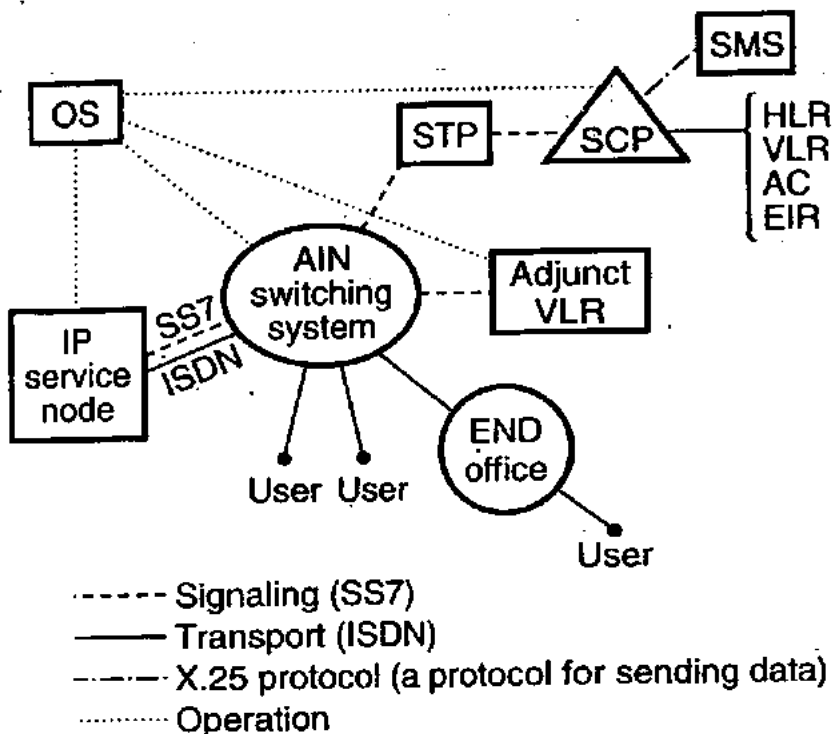 SMS
OS
STP
SCP
HLR
VLR
AC
EIR
AIN
switching
system
Adjunct
VLR
SS7
ISDN
IP
service
node
END
office
User
User
User
Signaling (SS7)
Transport (ISDN)
X.25 protocol (a protocol for sending data)
Operation